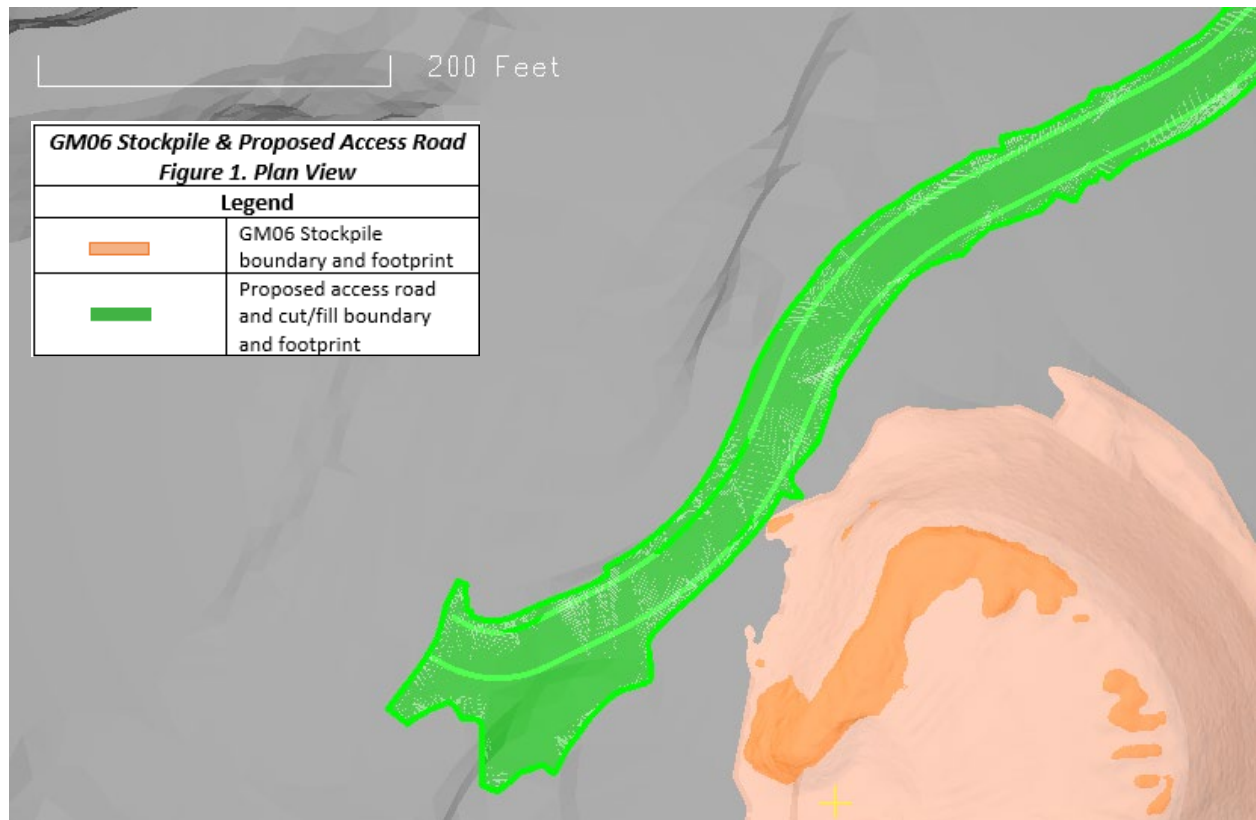 200 Feet
GM06 Stockpile & Proposed Access Road
Figure 1. Plan View
Legend
GM06 Stockpile
boundary and footprint
Proposed access road
and cut/fill boundary
and footprint